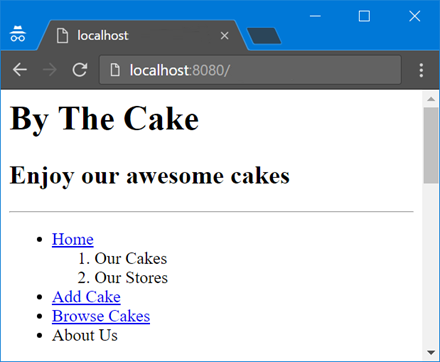 localhost
localhost:8080/
By The Cake
Enjoy our awesome cakes
Home
1. Our Cakes
2. Our Stores
Add Cake
Browse Cakes
About Us